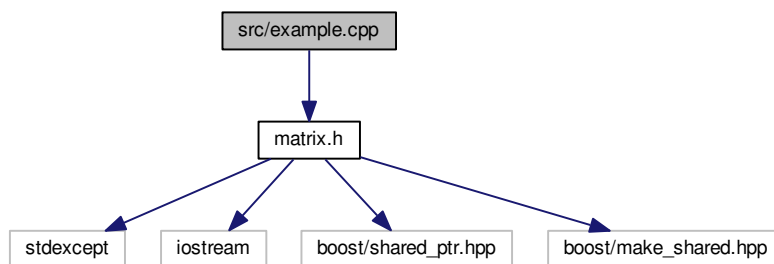 src/example.cpp
matrix.h
stdexcept
iostream
boost/shared_ptr.hpp
boost/make_shared.hpp